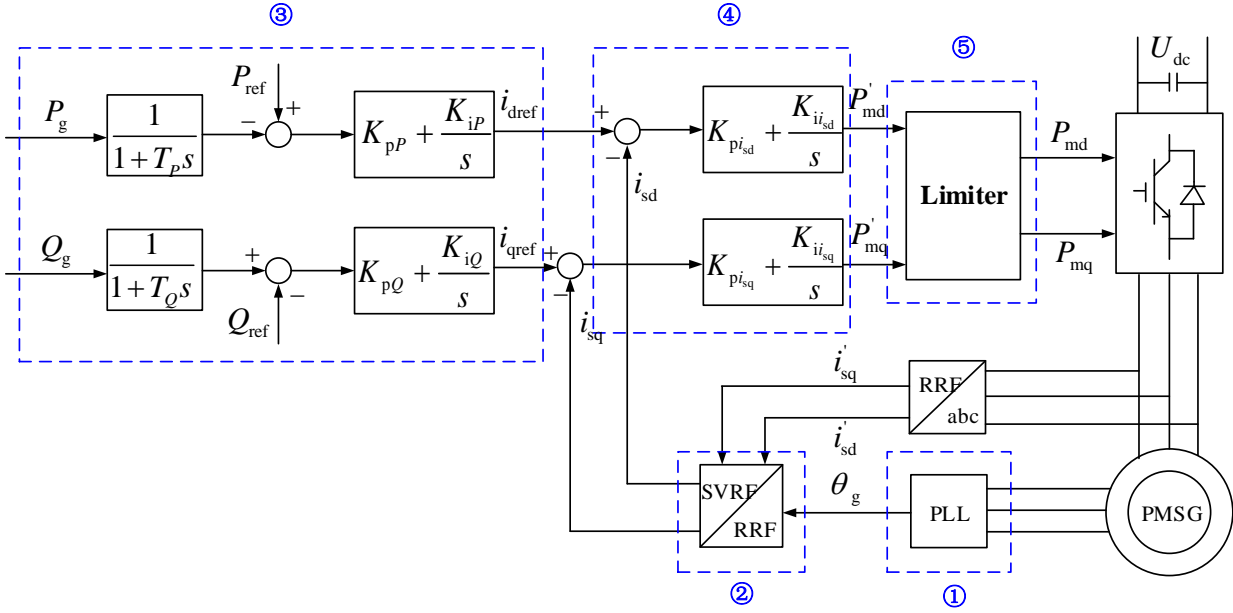 ③
④
⑤
U_dc
P_ref
P_g
1
1+T_P s
−
+
K_pP + K_iP
s
i_dref
+
−
K_pi_sd + K_ii_sd
s
P'_md
Limiter
P_md
P_mq
i_sd
Q_g
1
1+T_Q s
+
−
Q_ref
K_pQ + K_iQ
s
i_qref
+
−
i_sq
K_pi_sq + K_ii_sq
s
P'_mq
i'_sq
i'_sd
RRF
abc
SVRF
RRF
θ_g
PLL
PMSG
②
①